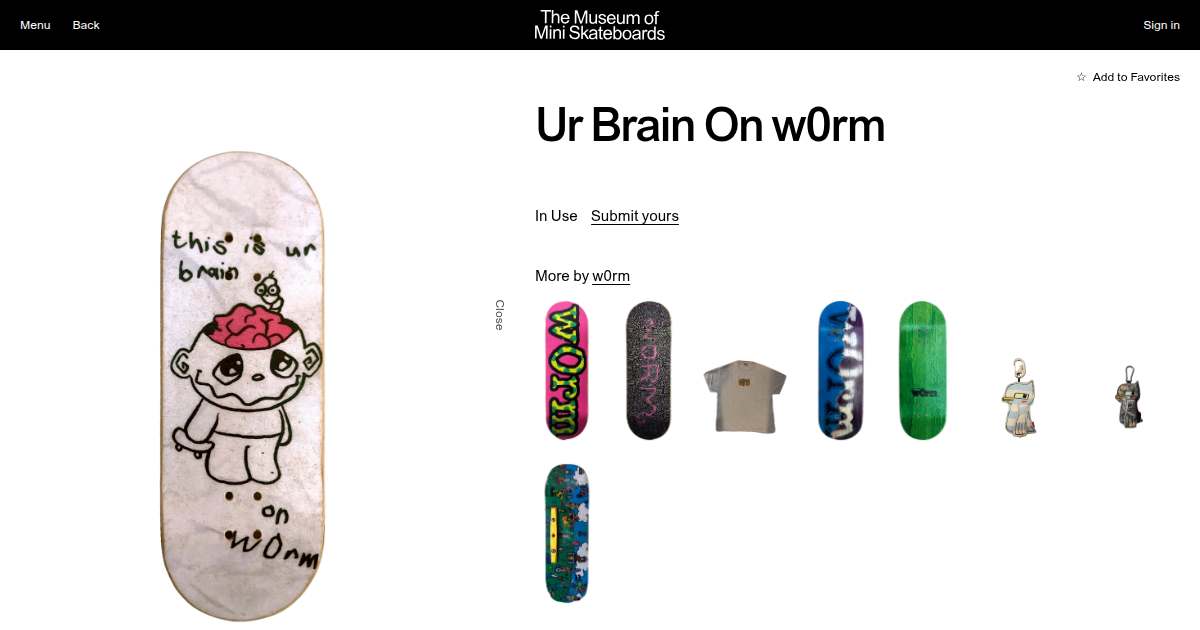 Menu
Back
The Museum of
Mini Skateboards
Sign in
☆ Add to Favorites
Ur Brain On w0rm
this is ur
brain
on
w0rm
In Use
Submit yours
More by w0rm
Close
w0rm
W0RM
w0rm
w0rm